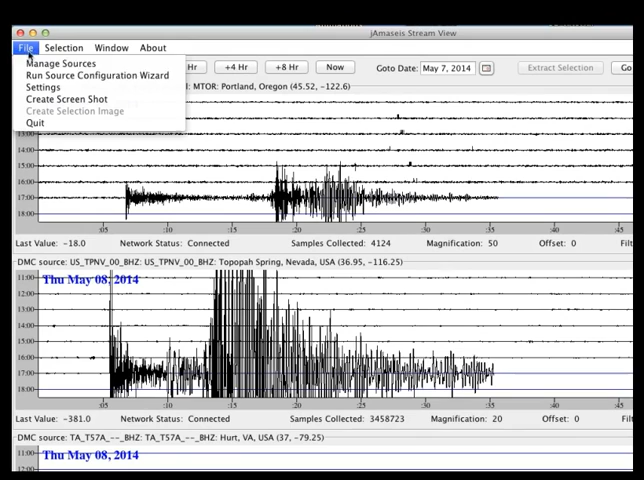 jAmaseis Stream View
File Selection Window About
Manage Sources
Run Source Configuration Wizard
Settings
Create Screen Shot
Create Selection Image
Quit
Hr +4 Hr +8 Hr Now Goto Date: May 7, 2014 Extract Selection Go
MTOR: Portland, Oregon (45.52, -122.6)
13:00
14:00
15:00
16:00
17:00
18:00
:05 :10 :15 :20 :25 :30 :35 :40 :45
Last Value: -18.0 Network Status: Connected Samples Collected: 4124 Magnification: 50 Offset: 0 Filt
DMC source: US_TPNV_00_BHZ: US_TPNV_00_BHZ: Topopah Spring, Nevada, USA (36.95, -116.25)
Thu May 08, 2014
11:00
12:00
13:00
14:00
15:00
16:00
17:00
18:00
:05 :10 :15 :20 :25 :30 :35 :40 :45
Last Value: -381.0 Network Status: Connected Samples Collected: 3458723 Magnification: 20 Offset: 0 Filt
DMC source: TA_T57A_--_BHZ: TA_T57A_--_BHZ: Hurt, VA, USA (37, -79.25)
Thu May 08, 2014
11:00
12:00